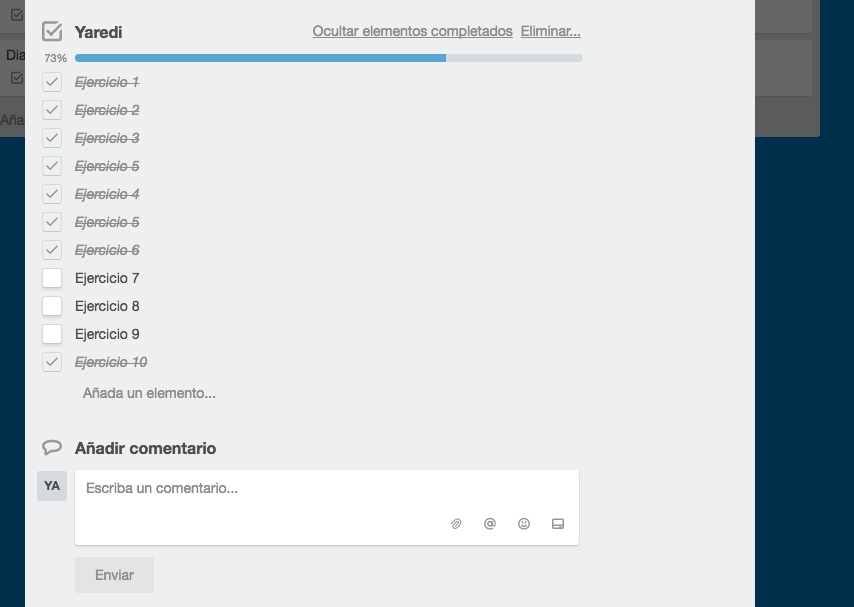 Yaredi Ocultar elementos completados Eliminar...
73%
Ejercicio 1
Ejercicio 2
Ejercicio 3
Ejercicio 5
Ejercicio 4
Ejercicio 5
Ejercicio 6
Ejercicio 7
Ejercicio 8
Ejercicio 9
Ejercicio 10
Añada un elemento...
Añadir comentario
YA
Escriba un comentario...
@
Enviar
Dia
Aña